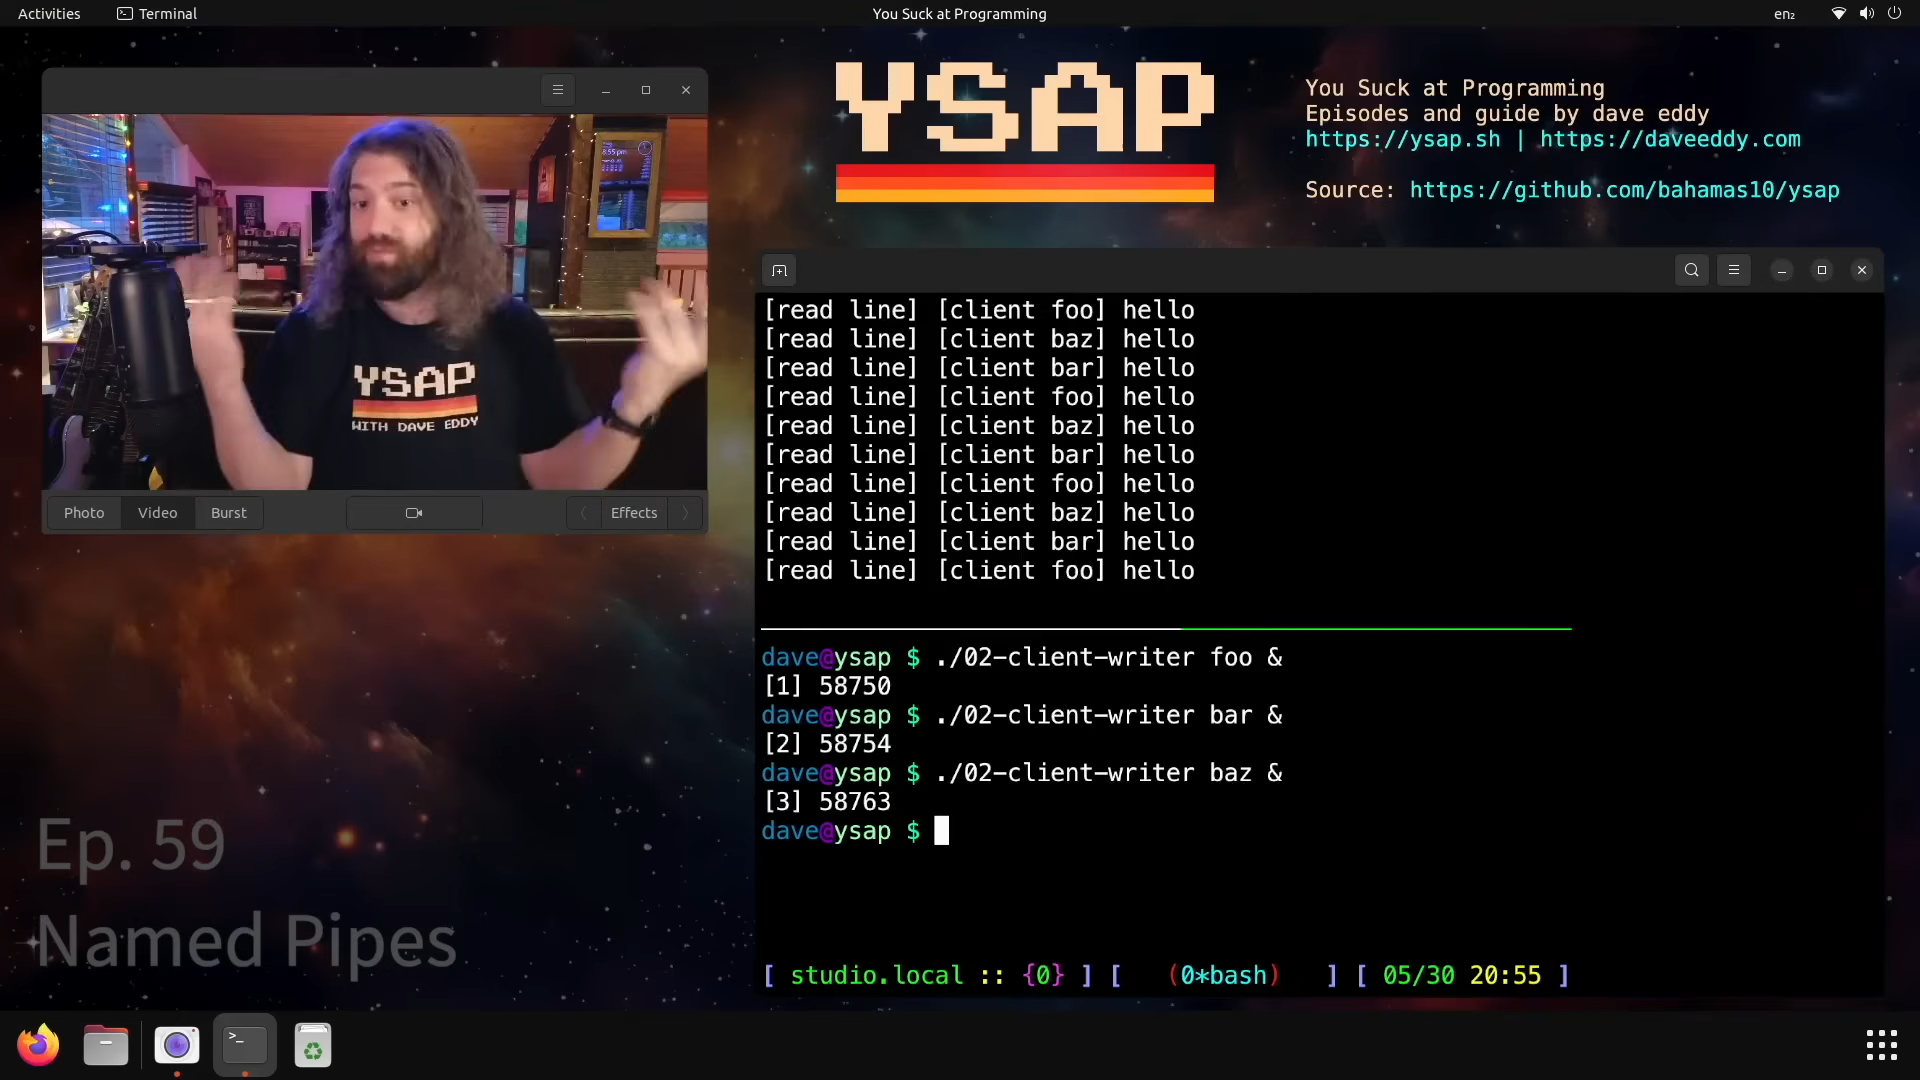 Activities
Terminal
You Suck at Programming
en₂
YSAP
You Suck at Programming
Episodes and guide by dave eddy
https://ysap.sh | https://daveeddy.com
Source: https://github.com/bahamas10/ysap
8:55 pm
YSAP
WITH DAVE EDDY
Photo
Video
Burst
Effects
[read line] [client foo] hello
[read line] [client baz] hello
[read line] [client bar] hello
[read line] [client foo] hello
[read line] [client baz] hello
[read line] [client bar] hello
[read line] [client foo] hello
[read line] [client baz] hello
[read line] [client bar] hello
[read line] [client foo] hello
dave@ysap $ ./02-client-writer foo &
[1] 58750
dave@ysap $ ./02-client-writer bar &
[2] 58754
dave@ysap $ ./02-client-writer baz &
[3] 58763
dave@ysap $
[ studio.local :: {0} ] [ (0*bash) ] [ 05/30 20:55 ]
Ep. 59
Named Pipes